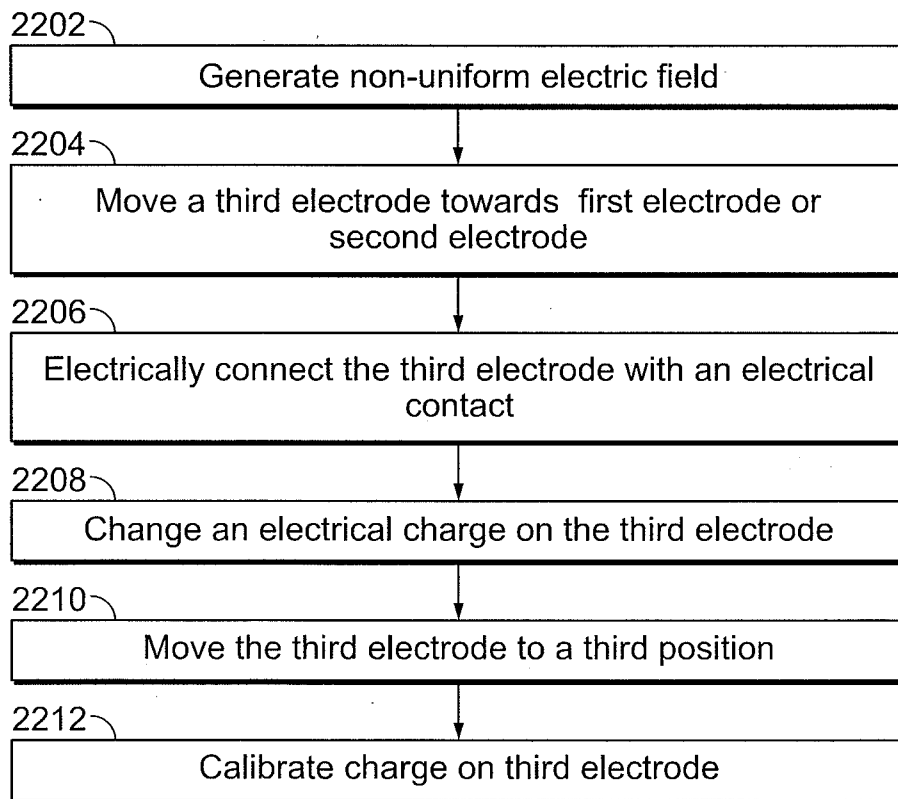 2202
Generate non-uniform electric field
2204
Move a third electrode towards first electrode or
second electrode
2206
Electrically connect the third electrode with an electrical
contact
2208
Change an electrical charge on the third electrode
2210
Move the third electrode to a third position
2212
Calibrate charge on third electrode